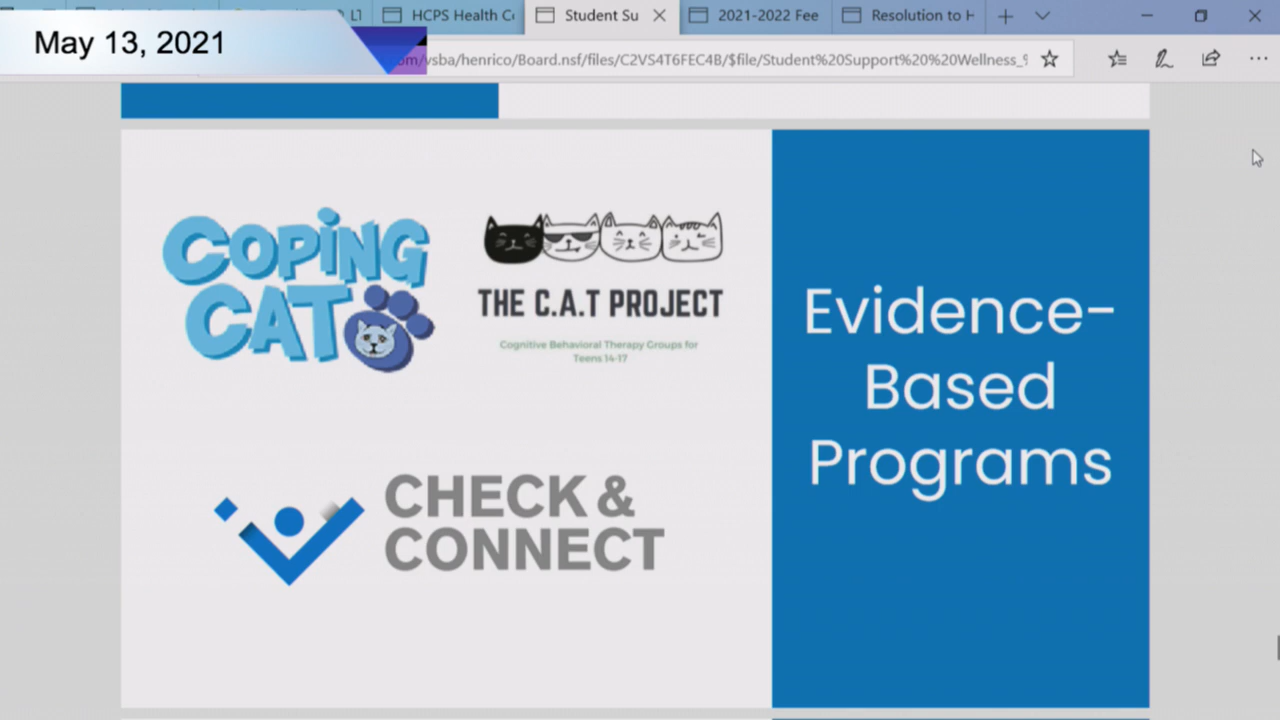 HCPS Health C
Student Su
2021-2022 Fee
Resolution to H
May 13, 2021
/vsba/henrico/Board.nsf/files/C2VS4T6FEC4B/$file/Student%20Support%20%20Wellness_%
COPING
CAT
THE C.A.T PROJECT
Cognitive Behavioral Therapy Groups for
Teens 14-17
CHECK &
CONNECT
Evidence-
Based
Programs